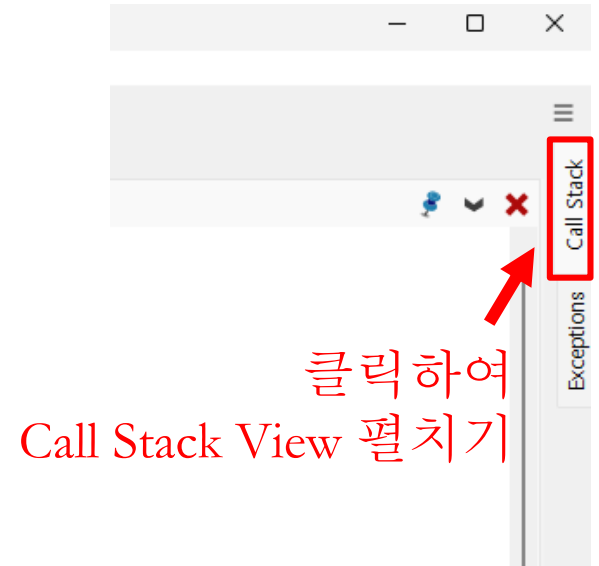 Call Stack
Exceptions
클릭하여
Call Stack View 펼치기